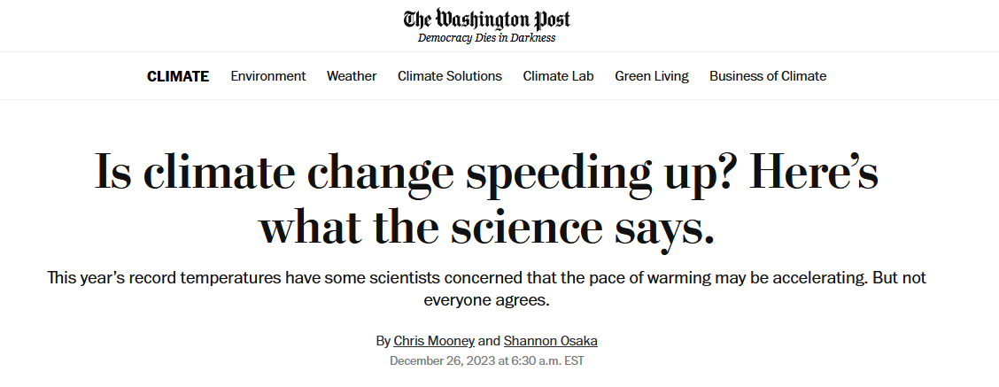 The Washington Post
Democracy Dies in Darkness
CLIMATE Environment Weather Climate Solutions Climate Lab Green Living Business of Climate
Is climate change speeding up? Here’s
what the science says.
This year’s record temperatures have some scientists concerned that the pace of warming may be accelerating. But not
everyone agrees.
By Chris Mooney and Shannon Osaka
December 26, 2023 at 6:30 a.m. EST